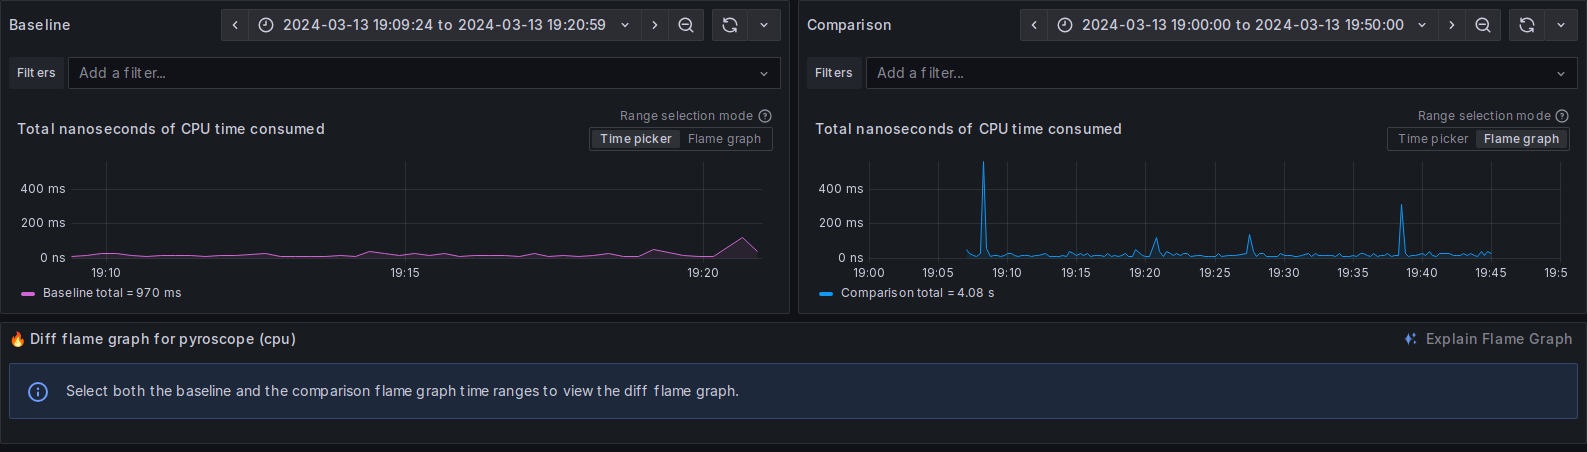 Baseline
2024-03-13 19:09:24 to 2024-03-13 19:20:59
Filters
Add a filter...
Total nanoseconds of CPU time consumed
Range selection mode
Time picker
Flame graph
400 ms
200 ms
0 ns
19:10
19:15
19:20
Baseline total = 970 ms
Comparison
2024-03-13 19:00:00 to 2024-03-13 19:50:00
Filters
Add a filter...
Total nanoseconds of CPU time consumed
Range selection mode
Time picker
Flame graph
400 ms
200 ms
0 ns
19:00
19:05
19:10
19:15
19:20
19:25
19:30
19:35
19:40
19:45
19:5
Comparison total = 4.08 s
Diff flame graph for pyroscope (cpu)
Explain Flame Graph
Select both the baseline and the comparison flame graph time ranges to view the diff flame graph.